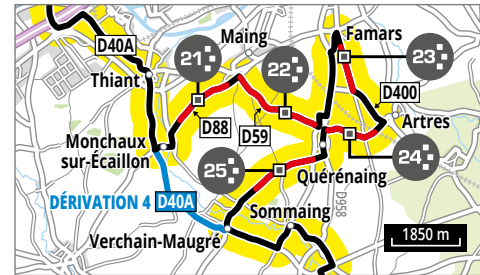 D40A
Maing
Famars
21
22
23
Thiant
D400
D88
D59
Artres
Monchaux
sur-Écaillon
25
24
Quérénaing
DÉRIVATION 4 D40A
Sommaing
D958
Verchain-Maugré
1850 m